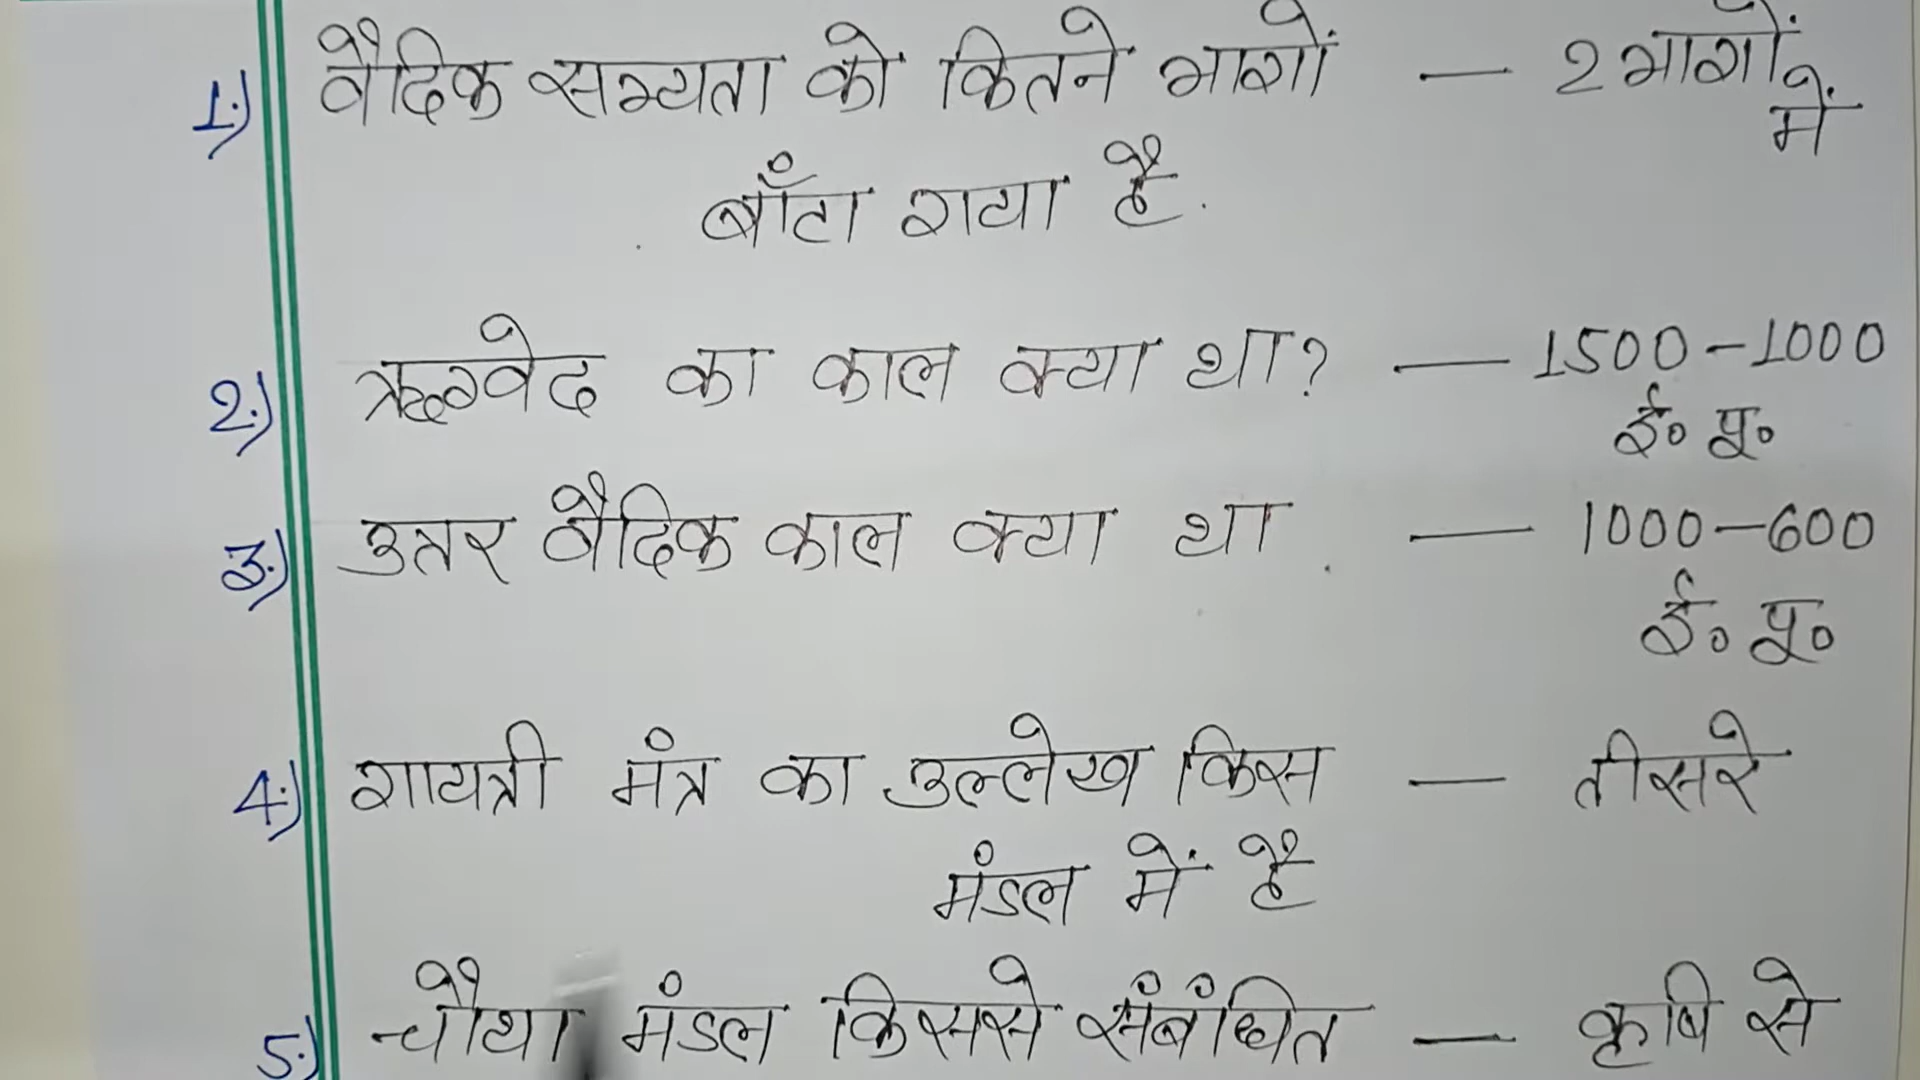 1.) वैदिक सभ्यता को कितने भागों — 2 भागों में
बाँटा गया है.
2.) ऋग्वेद का काल क्या था? — 1500-1000 ई० पू०
3.) उत्तर वैदिक काल क्या था — 1000-600 ई० पू०
4.) गायत्री मंत्र का उल्लेख किस — तीसरे
मंडल में है
5.) चौथा मंडल किससे संबंधित — कृषि से